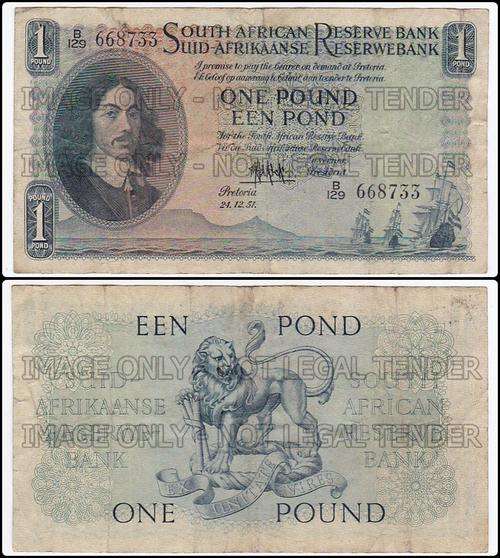 1 POUND
B/129 668733
SOUTH AFRICAN RESERVE BANK
SUID-AFRIKAANSE RESERWEBANK
1 POUND
I promise to pay the bearer on demand at Pretoria
Ek beloof op aanvraag te betaal aan toonder te Pretoria
IMAGE ONLY - NOT LEGAL TENDER
ONE POUND
EEN POND
For the South African Reserve Bank.
Vir die Suid-Afrikaanse Reserwebank.
IMAGE ONLY - NOT LEGAL TENDER
Governor
President.
Pretoria
24.12.51.
B/129 668733
1 POND
EEN POND
IMAGE ONLY - NOT LEGAL TENDER
SUID-AFRIKAANSE
BANK
SOUTH AFRICAN
BANK
IMAGE ONLY - NOT LEGAL TENDER
EX UNITATE VIRES
ONE POUND